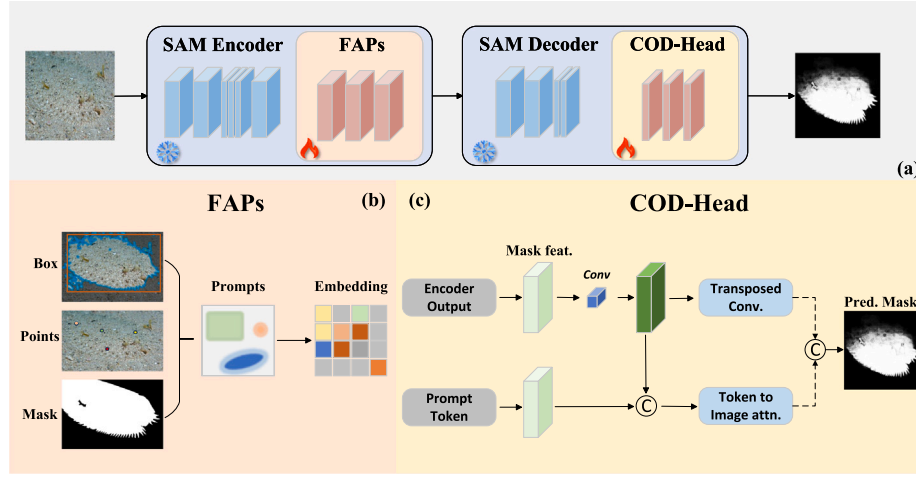 SAM Encoder
FAPs
SAM Decoder
COD-Head
(a)
FAPs
(b)
Box
Points
Mask
Prompts
Embedding
(c)
COD-Head
Mask feat.
Conv
Encoder
Output
Transposed
Conv.
Pred. Mask
C
Prompt
Token
C
Token to
Image attn.